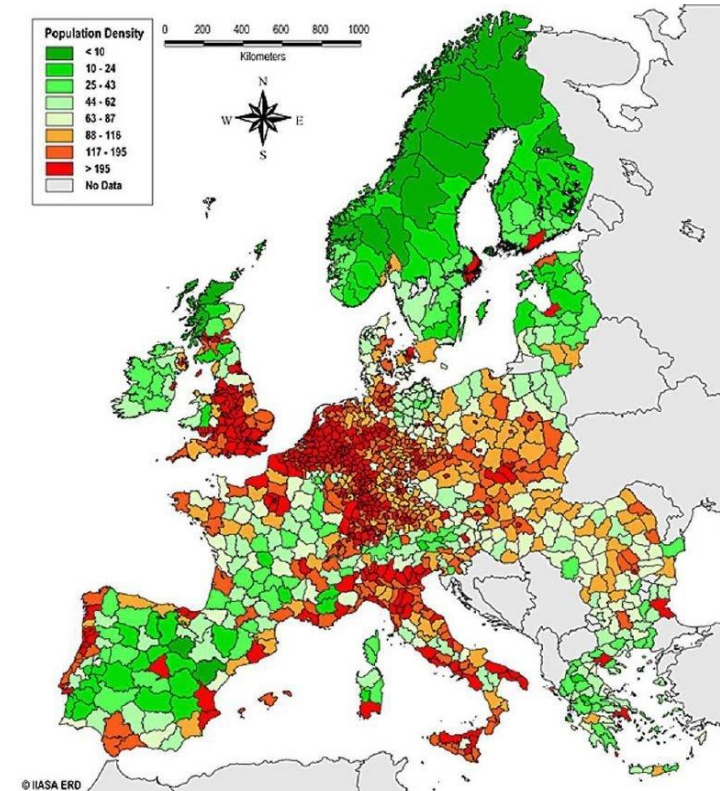 Population Density
< 10
10 - 24
25 - 43
44 - 62
63 - 87
88 - 116
117 - 195
> 195
No Data
0 200 400 600 800 1000
Kilometers
N
W E
S
© IIASA ERD